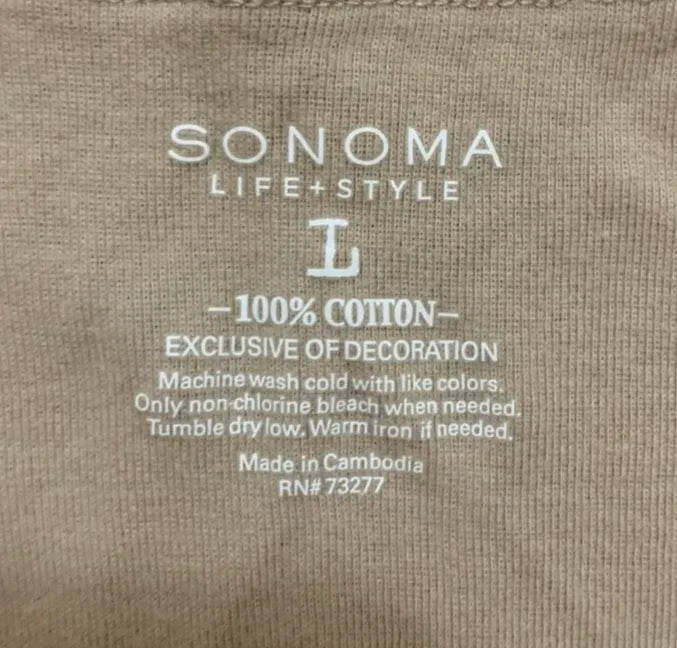 SONOMA
LIFE+STYLE
L
–100% COTTON–
EXCLUSIVE OF DECORATION
Machine wash cold with like colors.
Only non-chlorine bleach when needed.
Tumble dry low. Warm iron if needed.
Made in Cambodia
RN# 73277